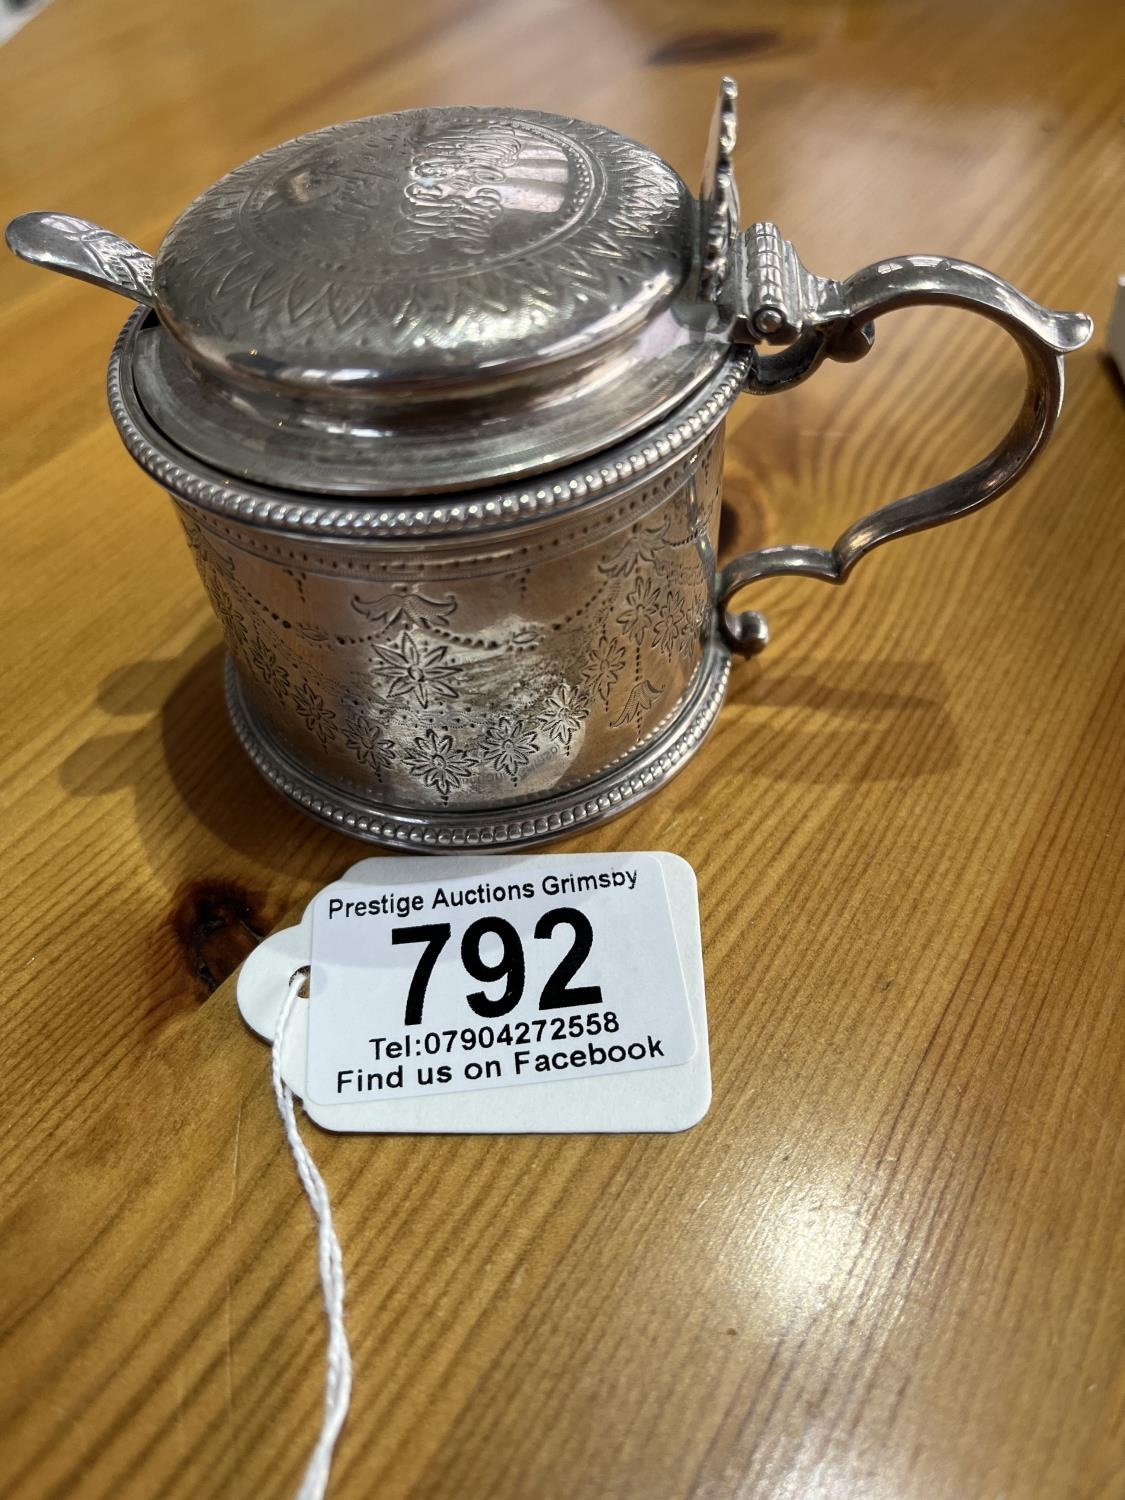 Prestige Auctions Grimsby
792
Tel:07904272558
Find us on Facebook